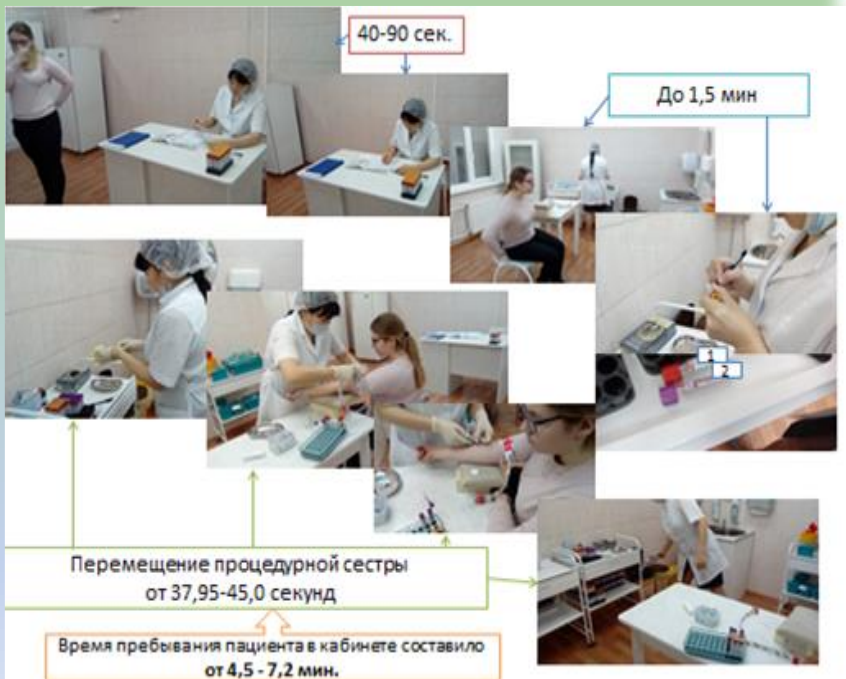 40-90 сек.
До 1,5 мин
1
2
Перемещение процедурной сестры
от 37,95-45,0 секунд
Время пребывания пациента в кабинете составило
от 4,5 - 7,2 мин.